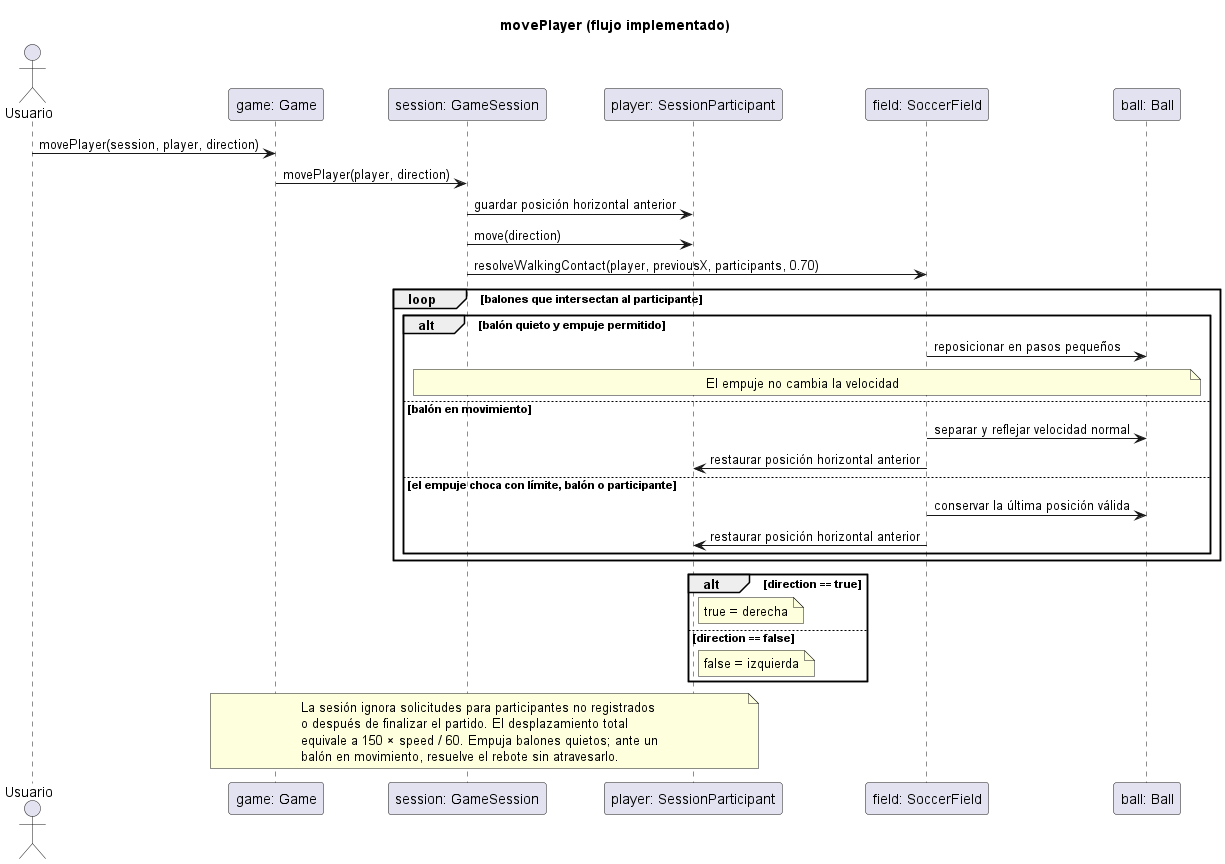 movePlayer (flujo implementado)
Usuario
game: Game
session: GameSession
player: SessionParticipant
field: SoccerField
ball: Ball
movePlayer(session, player, direction)
movePlayer(player, direction)
guardar posición horizontal anterior
move(direction)
resolveWalkingContact(player, previousX, participants, 0.70)
loop [balones que intersectan al participante]
alt [balón quieto y empuje permitido]
reposicionar en pasos pequeños
El empuje no cambia la velocidad
[balón en movimiento]
separar y reflejar velocidad normal
restaurar posición horizontal anterior
[el empuje choca con límite, balón o participante]
conservar la última posición válida
restaurar posición horizontal anterior
alt [direction == true]
true = derecha
[direction == false]
false = izquierda
La sesión ignora solicitudes para participantes no registrados
o después de finalizar el partido. El desplazamiento total
equivale a 150 × speed / 60. Empuja balones quietos; ante un
balón en movimiento, resuelve el rebote sin atravesarlo.
Usuario
game: Game
session: GameSession
player: SessionParticipant
field: SoccerField
ball: Ball